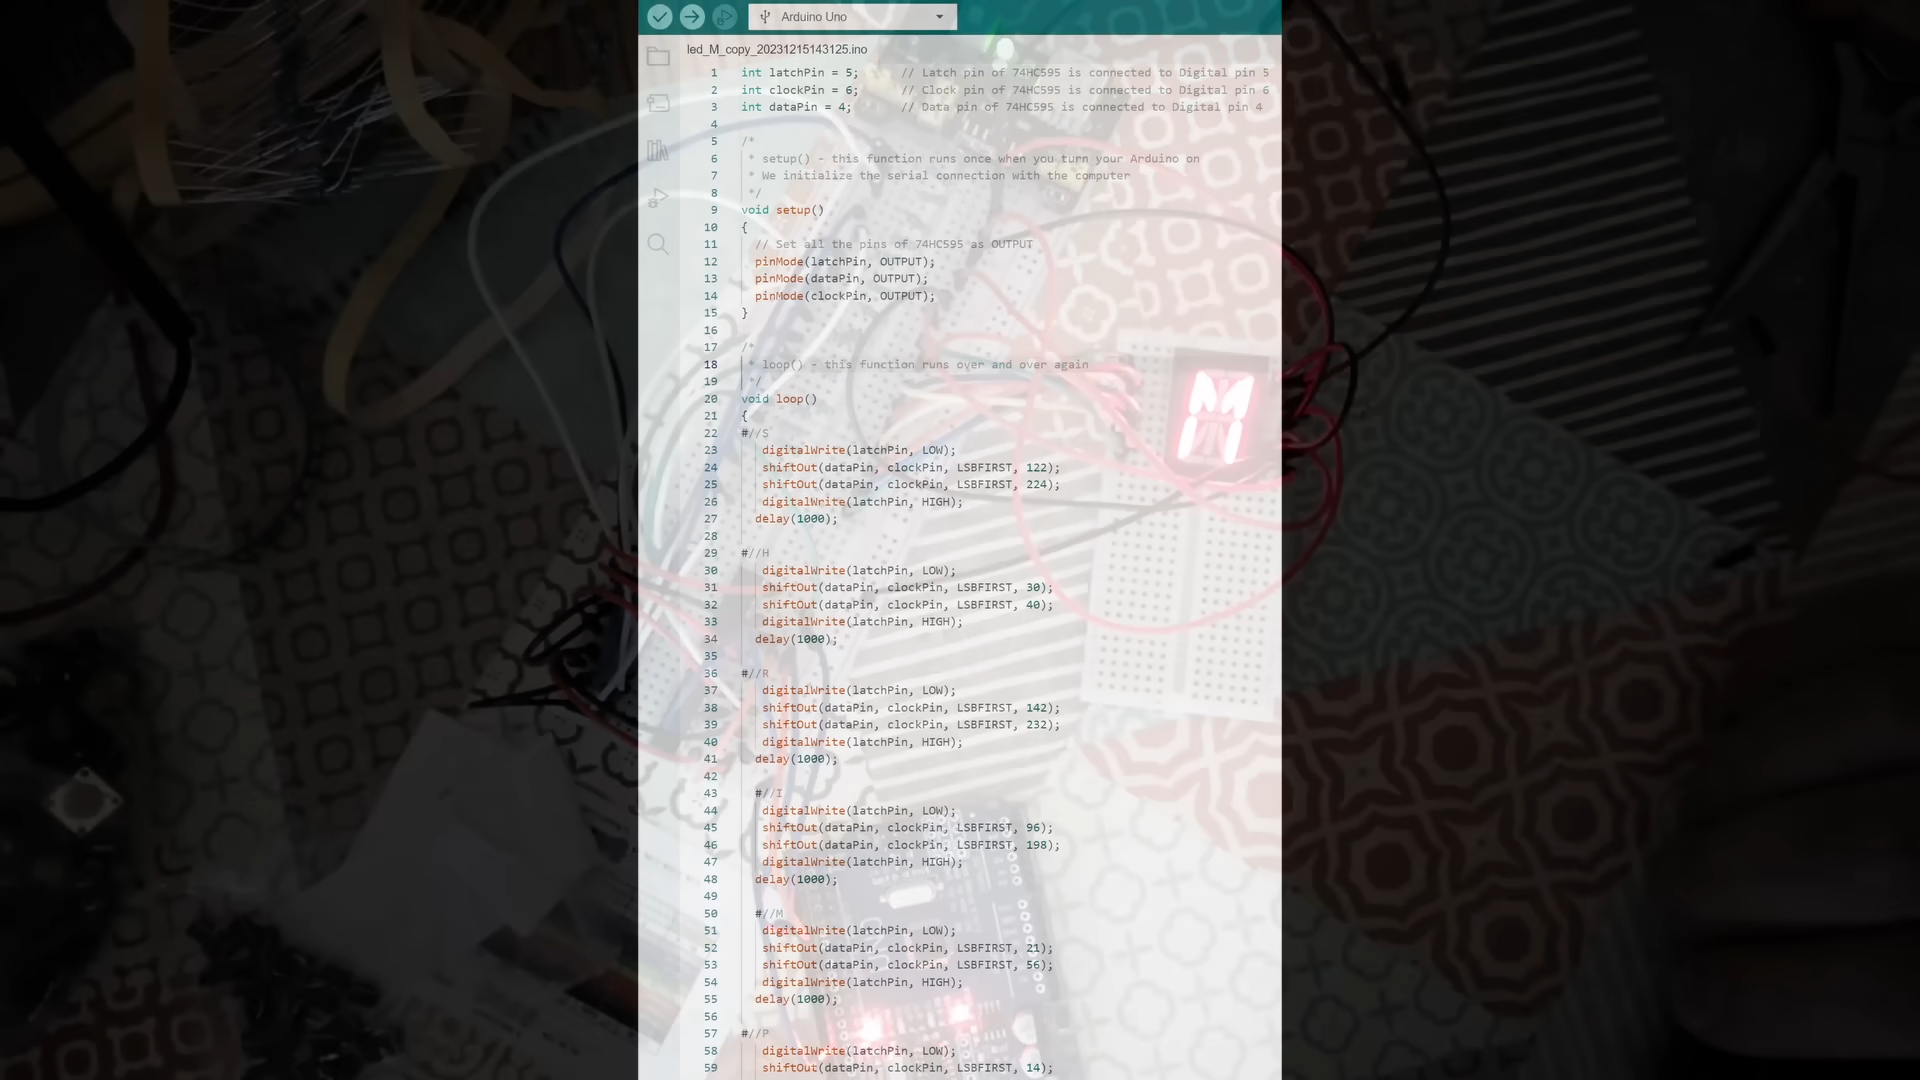 Arduino Uno
led_M_copy_20231215143125.ino
1 int latchPin = 5; // Latch pin of 74HC595 is connected to Digital pin 5
2 int clockPin = 6; // Clock pin of 74HC595 is connected to Digital pin 6
3 int dataPin = 4; // Data pin of 74HC595 is connected to Digital pin 4
4
5 /*
6 * setup() - this function runs once when you turn your Arduino on
7 * We initialize the serial connection with the computer
8 */
9 void setup()
10 {
11 // Set all the pins of 74HC595 as OUTPUT
12 pinMode(latchPin, OUTPUT);
13 pinMode(dataPin, OUTPUT);
14 pinMode(clockPin, OUTPUT);
15 }
16
17 /*
18 * loop() - this function runs over and over again
19 */
20 void loop()
21 {
22 #//S
23 digitalWrite(latchPin, LOW);
24 shiftOut(dataPin, clockPin, LSBFIRST, 122);
25 shiftOut(dataPin, clockPin, LSBFIRST, 224);
26 digitalWrite(latchPin, HIGH);
27 delay(1000);
28
29 #//H
30 digitalWrite(latchPin, LOW);
31 shiftOut(dataPin, clockPin, LSBFIRST, 30);
32 shiftOut(dataPin, clockPin, LSBFIRST, 40);
33 digitalWrite(latchPin, HIGH);
34 delay(1000);
35
36 #//R
37 digitalWrite(latchPin, LOW);
38 shiftOut(dataPin, clockPin, LSBFIRST, 142);
39 shiftOut(dataPin, clockPin, LSBFIRST, 232);
40 digitalWrite(latchPin, HIGH);
41 delay(1000);
42
43 #//I
44 digitalWrite(latchPin, LOW);
45 shiftOut(dataPin, clockPin, LSBFIRST, 96);
46 shiftOut(dataPin, clockPin, LSBFIRST, 198);
47 digitalWrite(latchPin, HIGH);
48 delay(1000);
49
50 #//M
51 digitalWrite(latchPin, LOW);
52 shiftOut(dataPin, clockPin, LSBFIRST, 21);
53 shiftOut(dataPin, clockPin, LSBFIRST, 56);
54 digitalWrite(latchPin, HIGH);
55 delay(1000);
56
57 #//P
58 digitalWrite(latchPin, LOW);
59 shiftOut(dataPin, clockPin, LSBFIRST, 14);
M